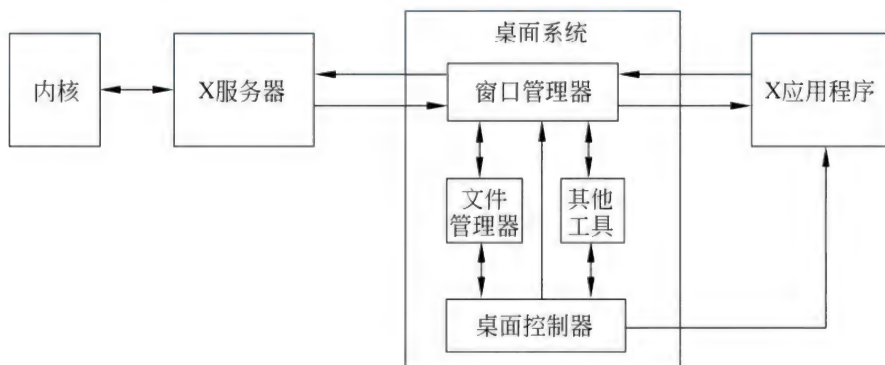 桌面系统
内核
X服务器
窗口管理器
X应用程序
文件
管理器
其他
工具
桌面控制器